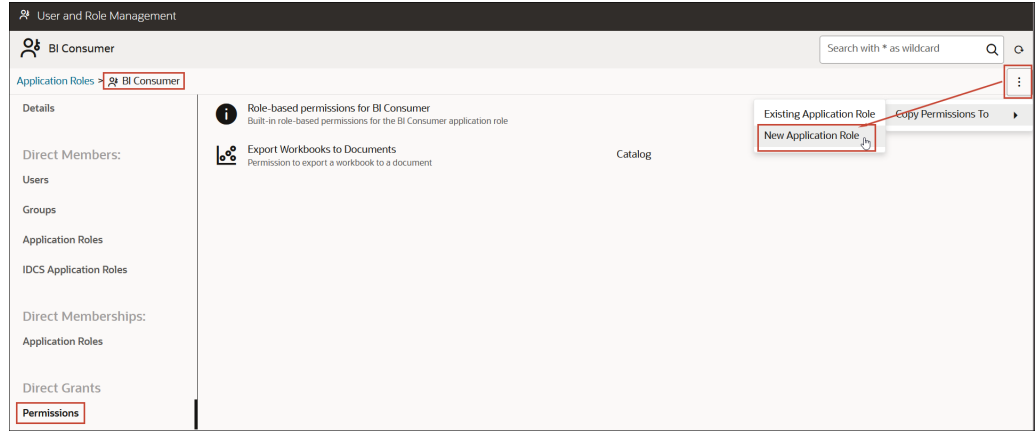 User and Role Management
BI Consumer
Search with * as wildcard
Application Roles > BI Consumer
Details
Direct Members:
Users
Groups
Application Roles
IDCS Application Roles
Direct Memberships:
Application Roles
Direct Grants
Permissions
Role-based permissions for BI Consumer
Built-in role-based permissions for the BI Consumer application role
Export Workbooks to Documents
Permission to export a workbook to a document
Catalog
Existing Application Role
New Application Role
Copy Permissions To